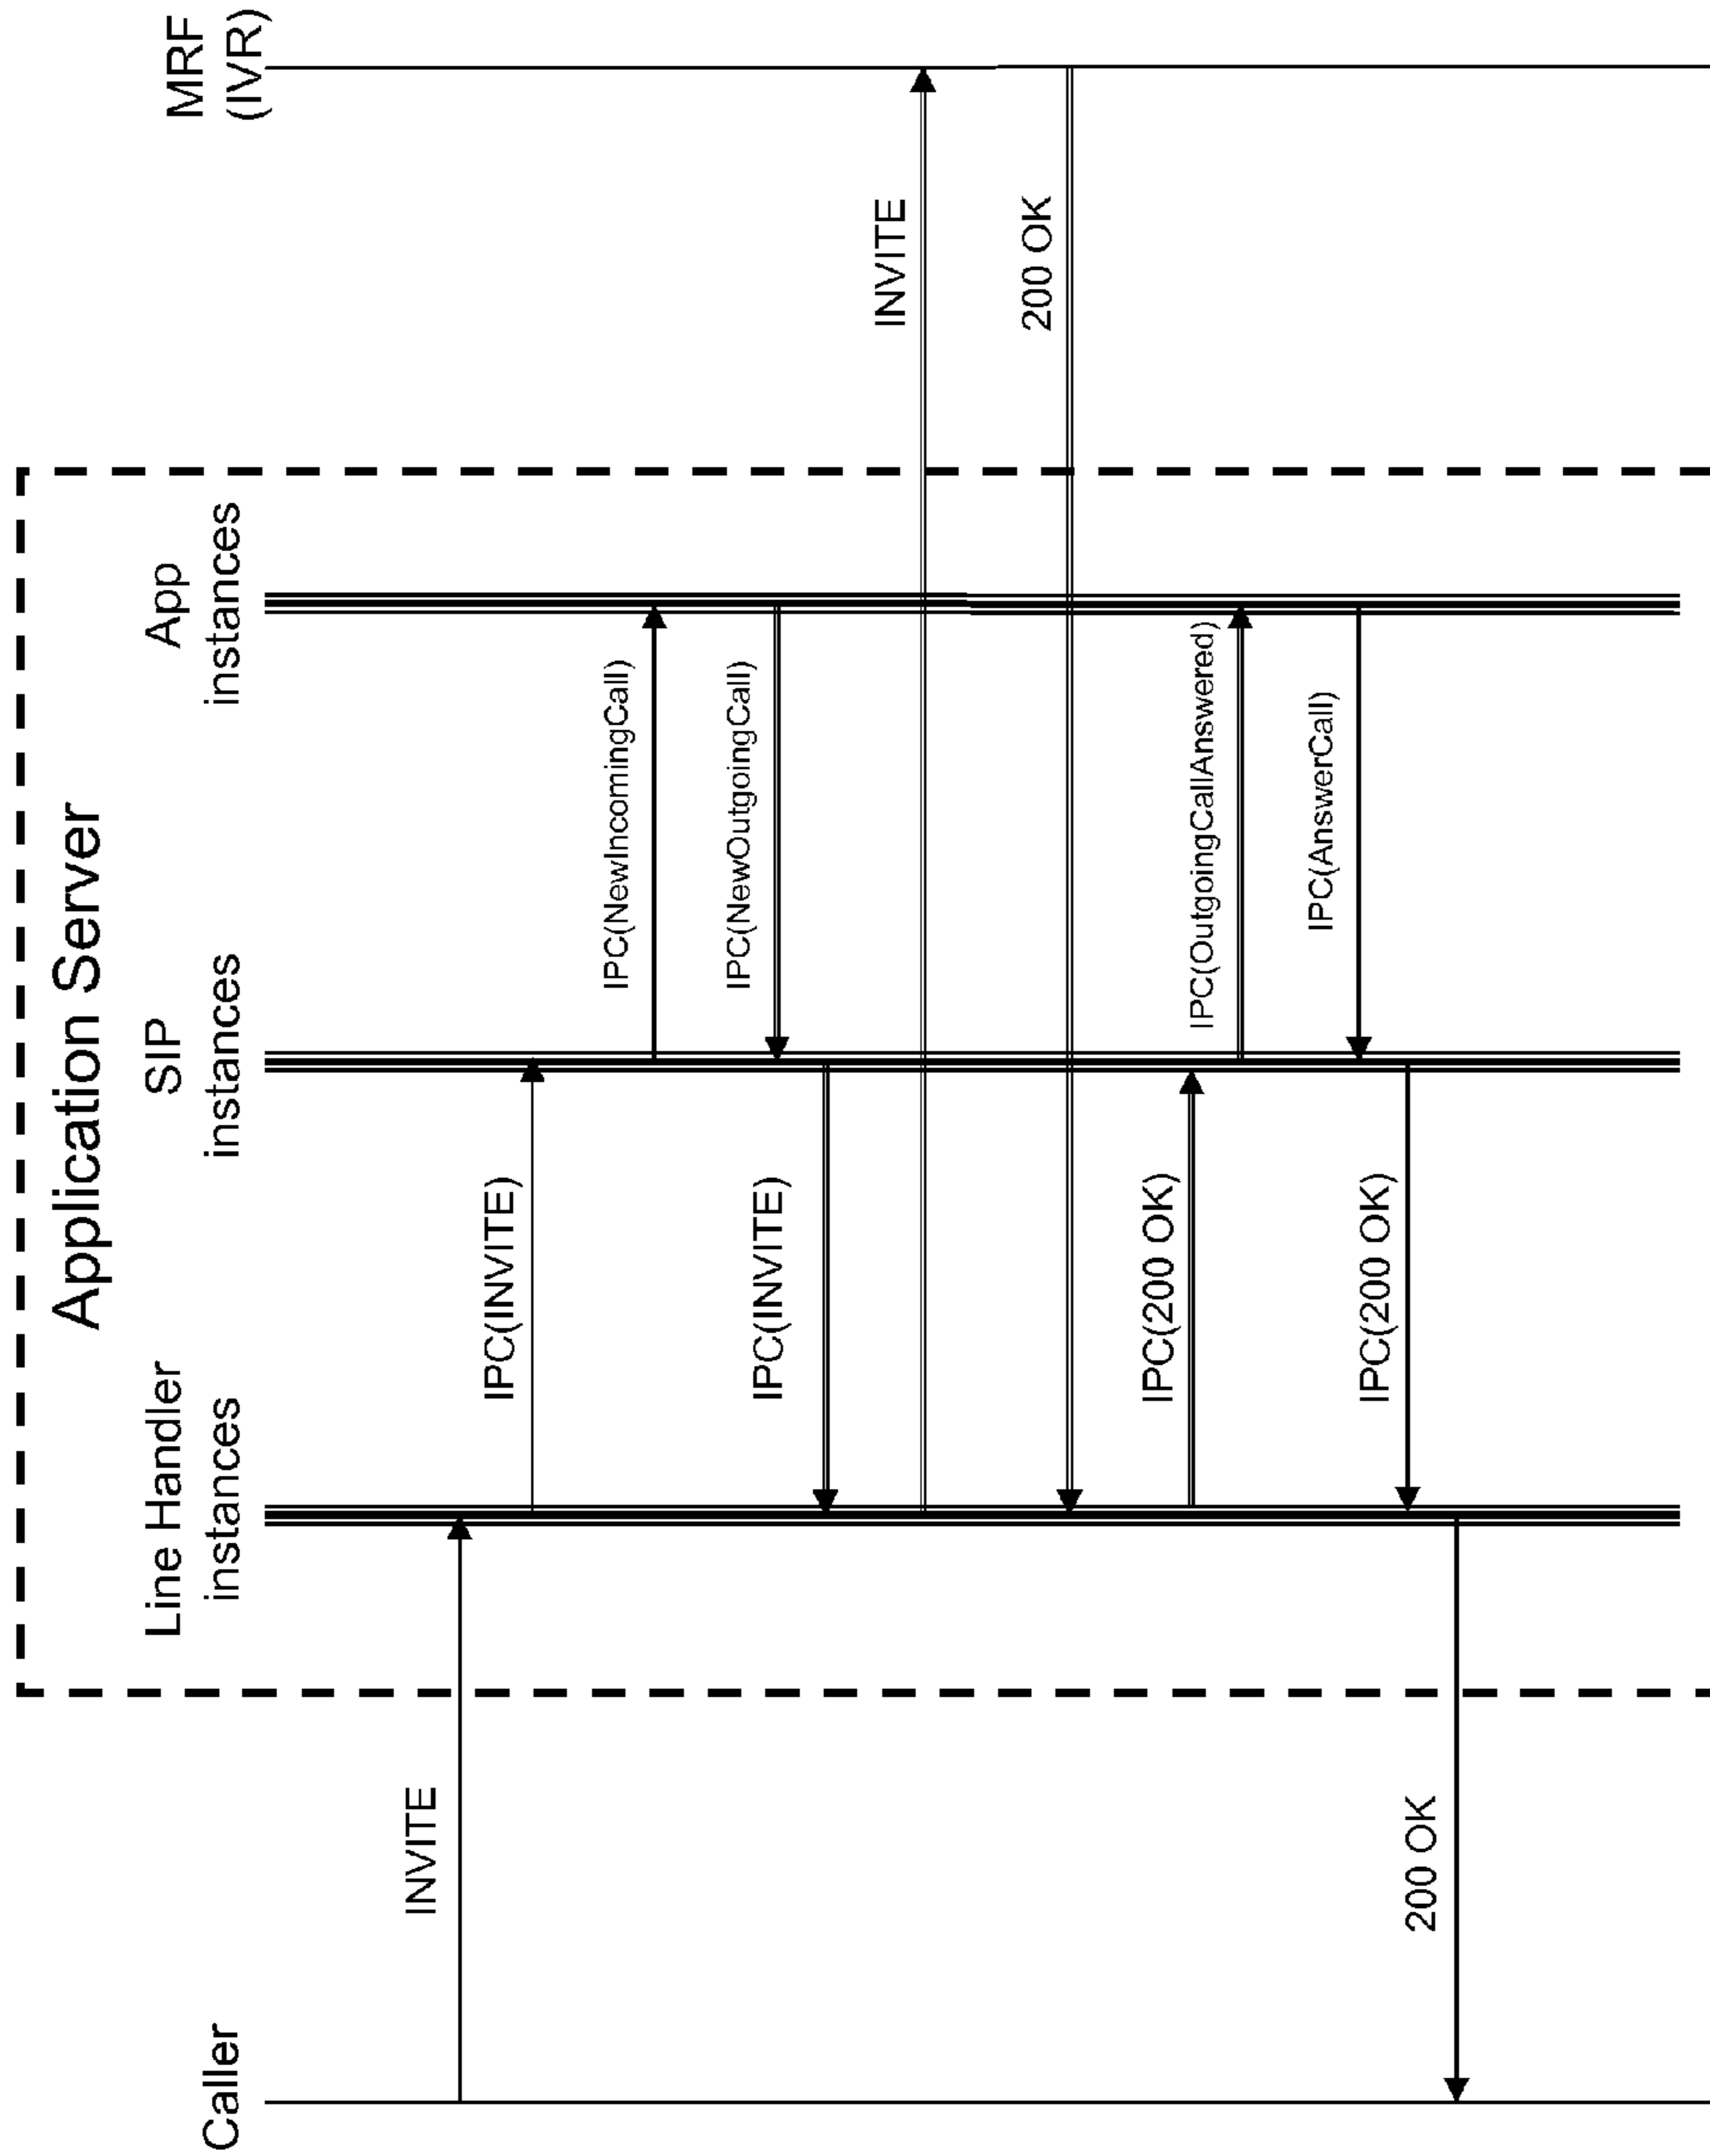 Application Server
Caller
Line Handler
instances
SIP
instances
App
instances
MRF
(IVR)
INVITE
IPC(INVITE)
IPC(NewIncomingCall)
IPC(NewOutgoingCall)
IPC(INVITE)
INVITE
200 OK
IPC(200 OK)
IPC(OutgoingCallAnswered)
IPC(AnswerCall)
IPC(200 OK)
200 OK